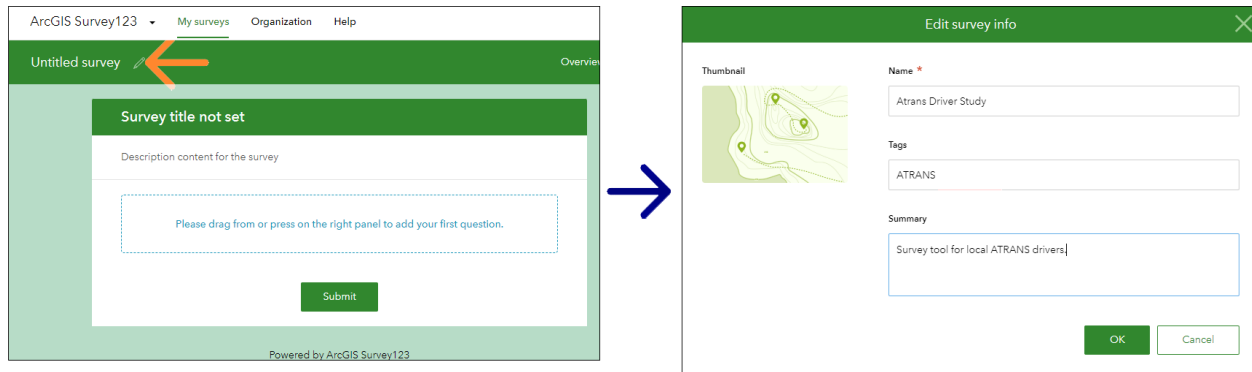 ArcGIS Survey123 My surveys Organization Help
Untitled survey
Overview
Survey title not set
Description content for the survey
Please drag from or press on the right panel to add your first question.
Submit
Powered by ArcGIS Survey123
Edit survey info
Thumbnail
Name *
Atrans Driver Study
Tags
ATRANS
Summary
Survey tool for local ATRANS drivers.
OK Cancel